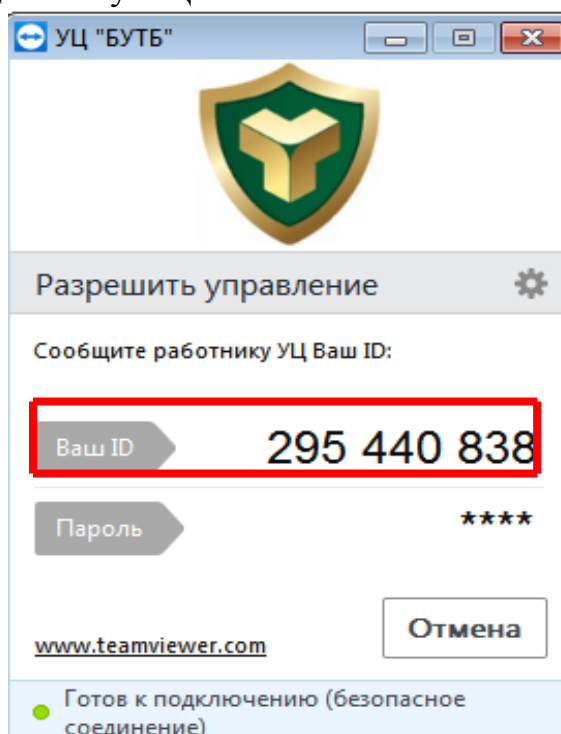 УЦ "БУТБ"
Разрешить управление
Сообщите работнику УЦ Ваш ID:
Ваш ID 295 440 838
Пароль ****
Отмена
www.teamviewer.com
Готов к подключению (безопасное
соединение)